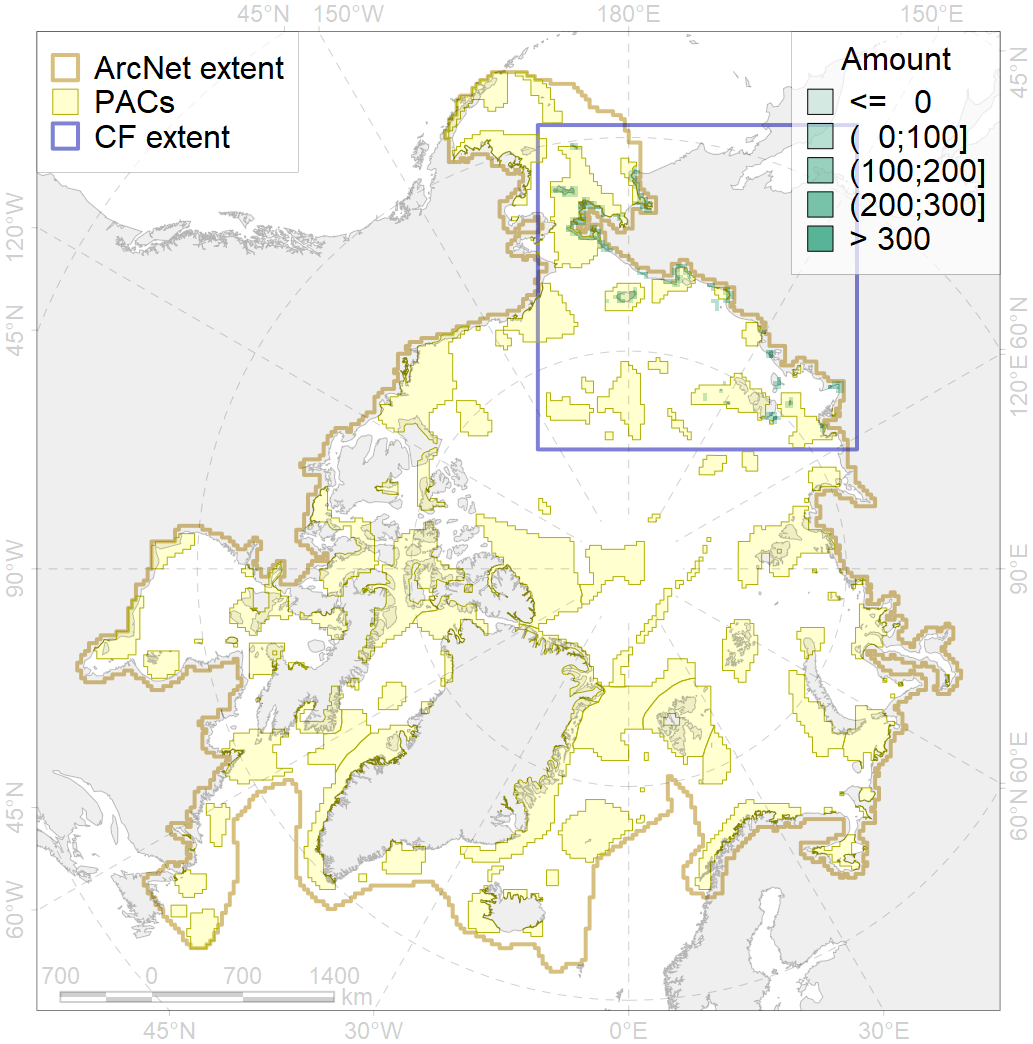 45°N 150°W 180°E 150°E
ArcNet extent
PACs
CF extent
Amount
<= 0
( 0;100]
(100;200]
(200;300]
> 300
45°N
120°W
45°N
60°N
120°E
90°W
90°E
60°E
45°N
60°N
60°W
700 0 700 1400
km
45°N 30°W 0°E 30°E